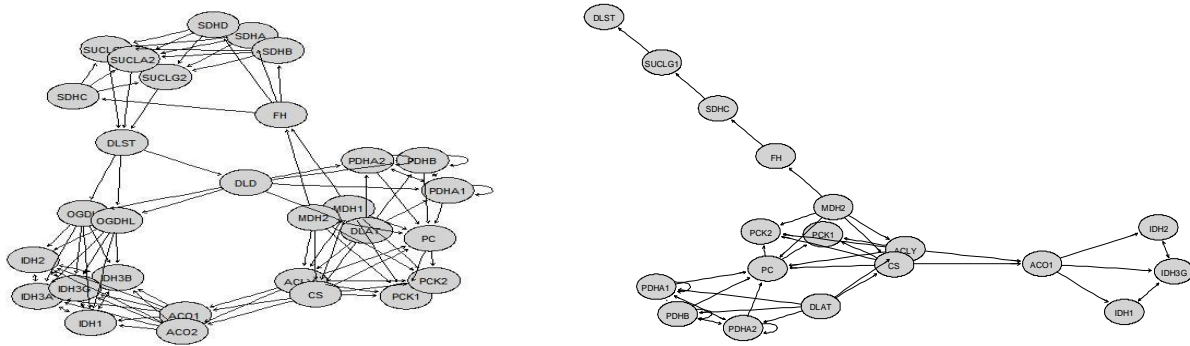 SDHD
SDHA
SUCLG
SUCLA2
SDHB
SUCLG2
SDHC
FH
DLST
PDHA2
PDHB
DLD
PDHA1
OGDH
OGDHL
MDH2
MDH1
DLAT
PC
IDH2
IDH3B
IDH3G
IDH3A
ACLY
CS
PCK2
PCK1
IDH1
ACO1
ACO2
DLST
SUCLG1
SDHC
FH
MDH2
PCK2
PCK1
ACLY
CS
PC
ACO1
IDH2
IDH3G
IDH1
PDHA1
PDHB
PDHA2
DLAT